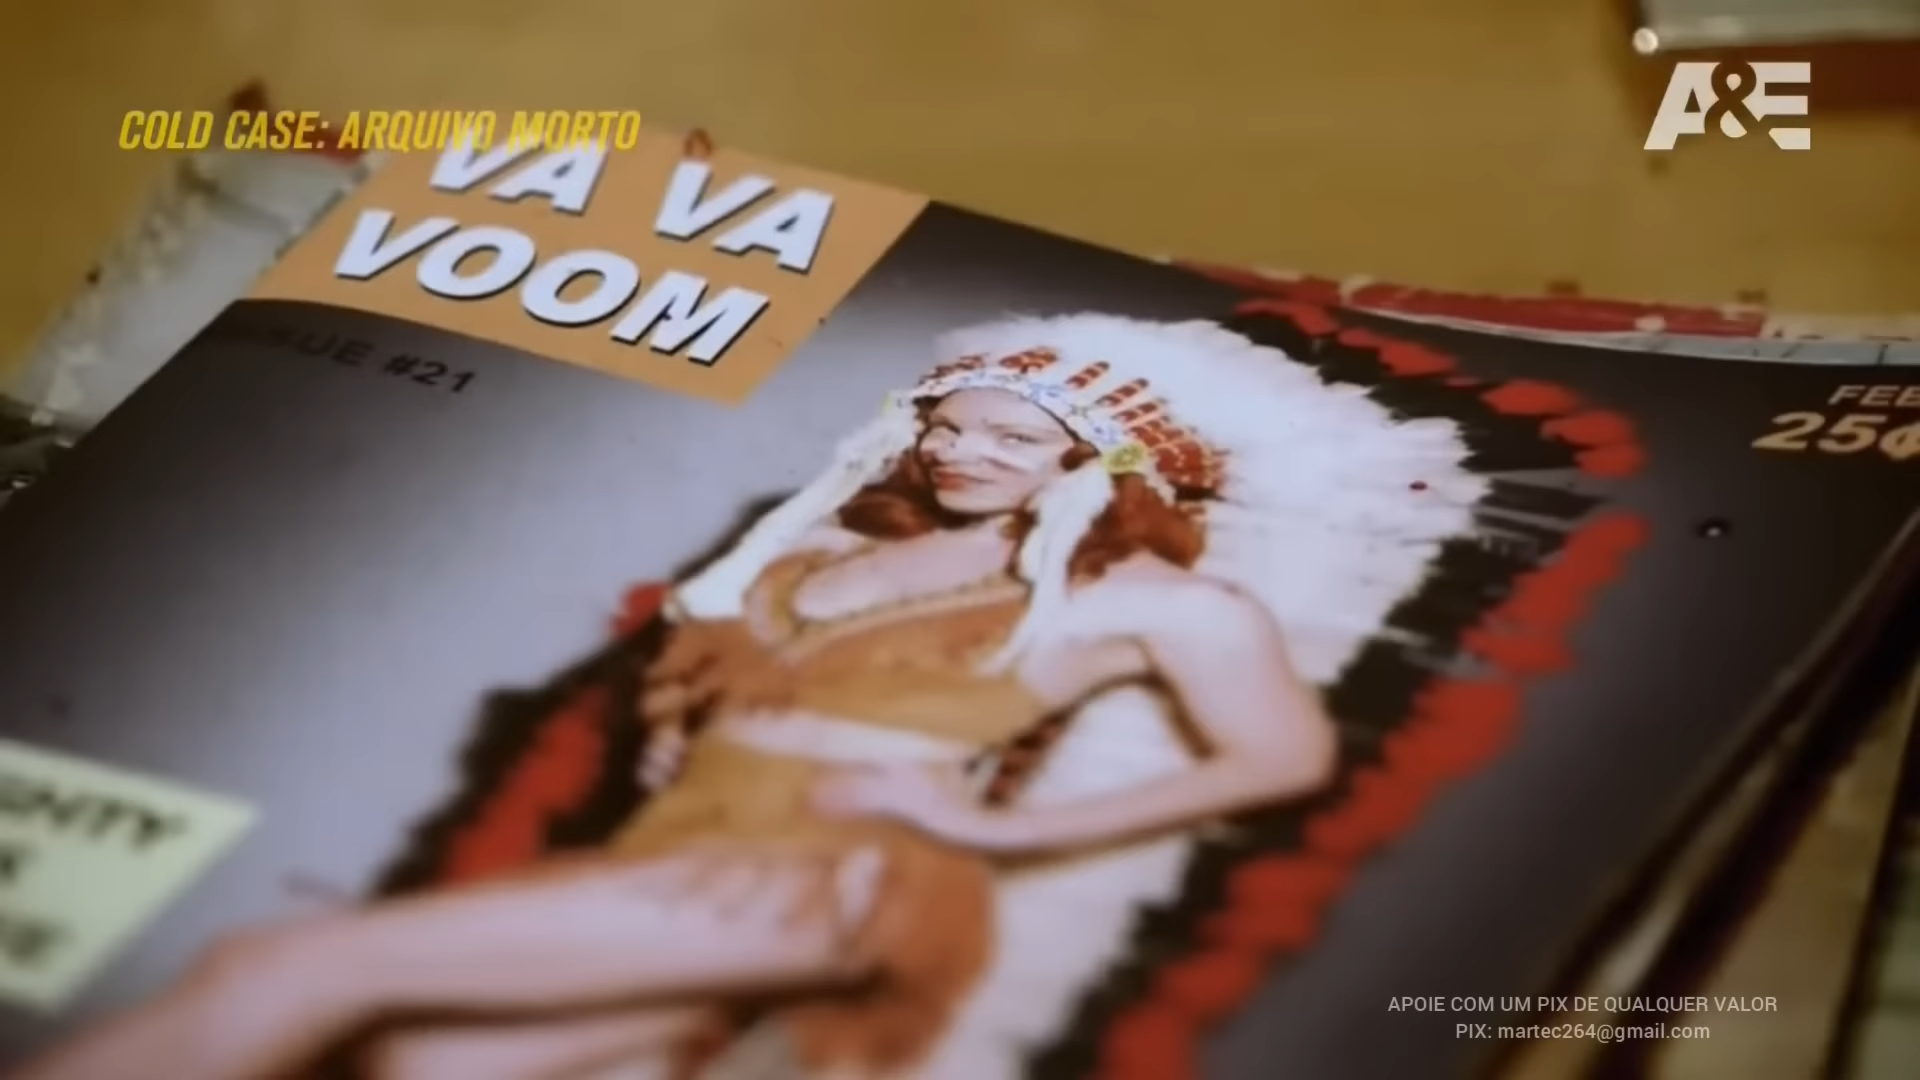 COLD CASE: ARQUIVO MORTO
A&E
VA VA
VOOM
#21
25¢
APOIE COM UM PIX DE QUALQUER VALOR
PIX: martec264@gmail.com